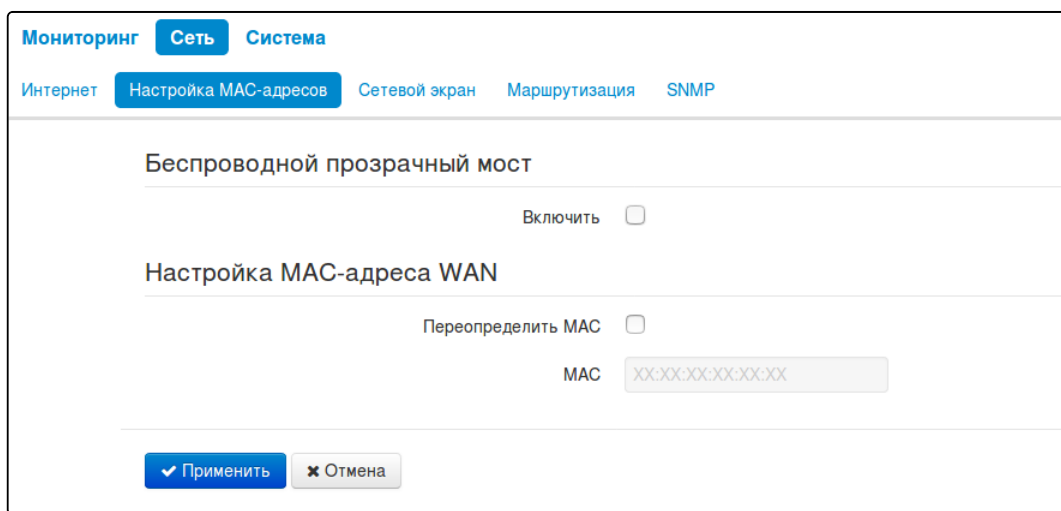 Мониторинг Сеть Система
Интернет Настройка MAC-адресов Сетевой экран Маршрутизация SNMP
Беспроводной прозрачный мост
Включить
Настройка MAC-адреса WAN
Переопределить MAC
MAC XX:XX:XX:XX:XX:XX
✔ Применить ✖ Отмена